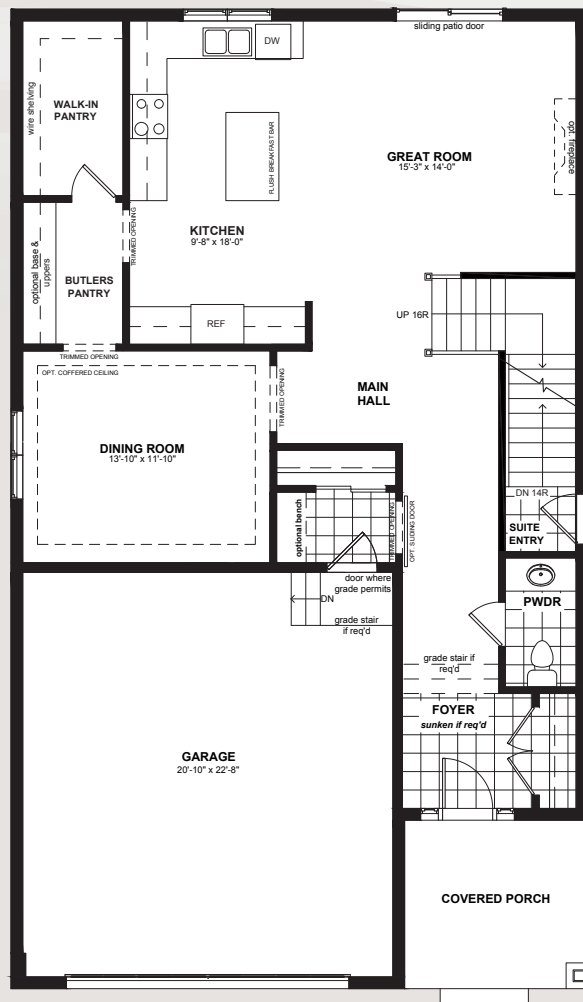 sliding patio door
DW
wire shelving
WALK-IN
PANTRY
FLUSH BREAKFAST BAR
GREAT ROOM
15'-3" x 14'-0"
opt. fireplace
TRIMMED OPENING
KITCHEN
9'-8" x 18'-0"
optional base &
uppers
BUTLERS
PANTRY
REF
UP 16R
TRIMMED OPENING
OPT. COFFERED CEILING
TRIMMED OPENING
MAIN
HALL
DINING ROOM
13'-10" x 11'-10"
DN 14R
optional bench
TRIMMED OPENING
OPT. SLIDING DOOR
SUITE
ENTRY
door where
grade permits
DN
grade stair
if req'd
PWDR
grade stair if
req'd
FOYER
sunken if req'd
GARAGE
20'-10" x 22'-8"
COVERED PORCH